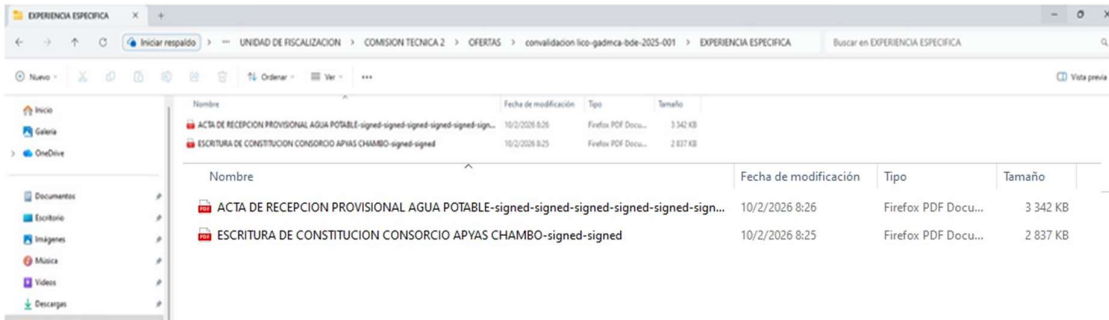 EXPERIENCIA ESPECIFICA
Iniciar respaldo > UNIDAD DE FISCALIZACION > COMISION TECNICA 2 > OFERTAS > convalidacion lico-gadmca-bde-2025-001 > EXPERIENCIA ESPECIFICA Buscar en EXPERIENCIA ESPECIFICA
Nuevo Ordenar Ver Vista previa
Inicio
Galería
OneDrive
Documentos
Escritorio
Imágenes
Música
Videos
Descargas
Nombre Fecha de modificación Tipo Tamaño
ACTA DE RECEPCION PROVISIONAL AGUA POTABLE-signed-signed-signed-signed-signed-sign... 10/2/2026 8:26 Firefox PDF Docu... 3 342 KB
ESCRITURA DE CONSTITUCION CONSORCIO APYAS CHAMBO-signed-signed 10/2/2026 8:25 Firefox PDF Docu... 2 837 KB
Nombre Fecha de modificación Tipo Tamaño
ACTA DE RECEPCION PROVISIONAL AGUA POTABLE-signed-signed-signed-signed-signed-sign... 10/2/2026 8:26 Firefox PDF Docu... 3 342 KB
ESCRITURA DE CONSTITUCION CONSORCIO APYAS CHAMBO-signed-signed 10/2/2026 8:25 Firefox PDF Docu... 2 837 KB